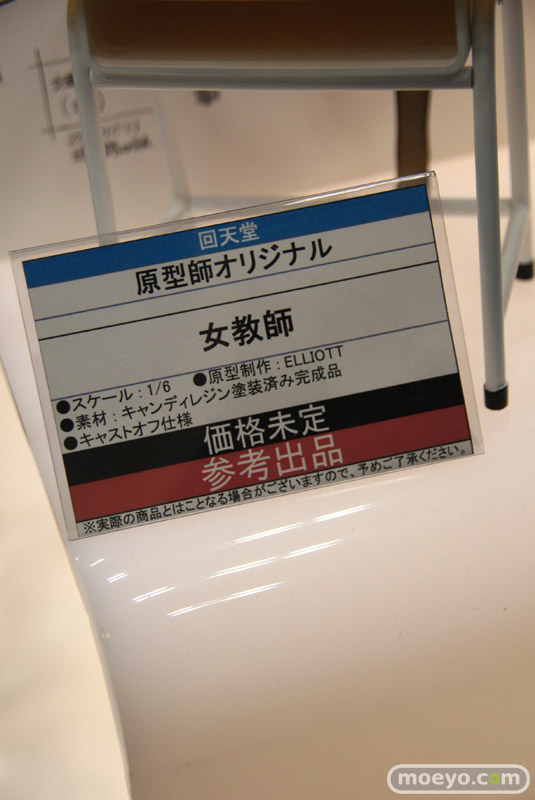 回天堂
原型師オリジナル
女教師
●スケール：1/6 ●原型制作：ELLIOTT
●素材：キャンディレジン塗装済み完成品
●キャストオフ仕様
価格未定
参考出品
※実際の商品とはことなる場合がございますので、予めご了承ください。
moeyo.com